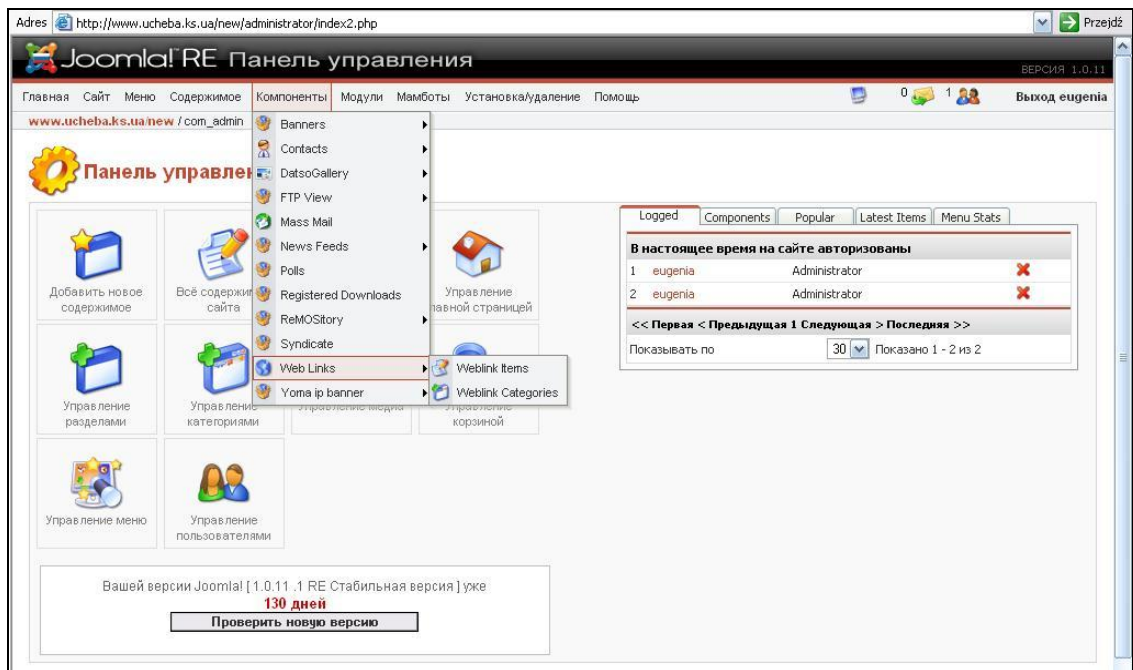 Adres http://www.ucheba.ks.ua/new/administrator/index2.php Przejdź
Joomla! RE Панель управления
ВЕРСИЯ 1.0.11
Главная Сайт Меню Содержимое Компоненты Модули Мамботы Установка/удаление Помощь 0 1 Выход eugenia
www.ucheba.ks.ua/new / com_admin
Панель управле
Banners
Contacts
DatsoGallery
FTP View
Mass Mail
News Feeds
Polls
Registered Downloads
ReMOSitory
Syndicate
Web Links
Yoma ip banner
Weblink Items
Weblink Categories
Добавить новое
содержимое
Всё содержи
сайта
Управление
лавной страницей
Управление
разделами
Управление
категориями
Управление медиа
Управление
корзиной
Управление меню
Управление
пользователями
Logged Components Popular Latest Items Menu Stats
В настоящее время на сайте авторизованы
1 eugenia Administrator
2 eugenia Administrator
<< Первая < Предыдущая 1 Следующая > Последняя >>
Показывать по 30 Показано 1 - 2 из 2
Вашей версии Joomla! [ 1.0.11 .1 RE Стабильная версия ] уже
130 дней
Проверить новую версию